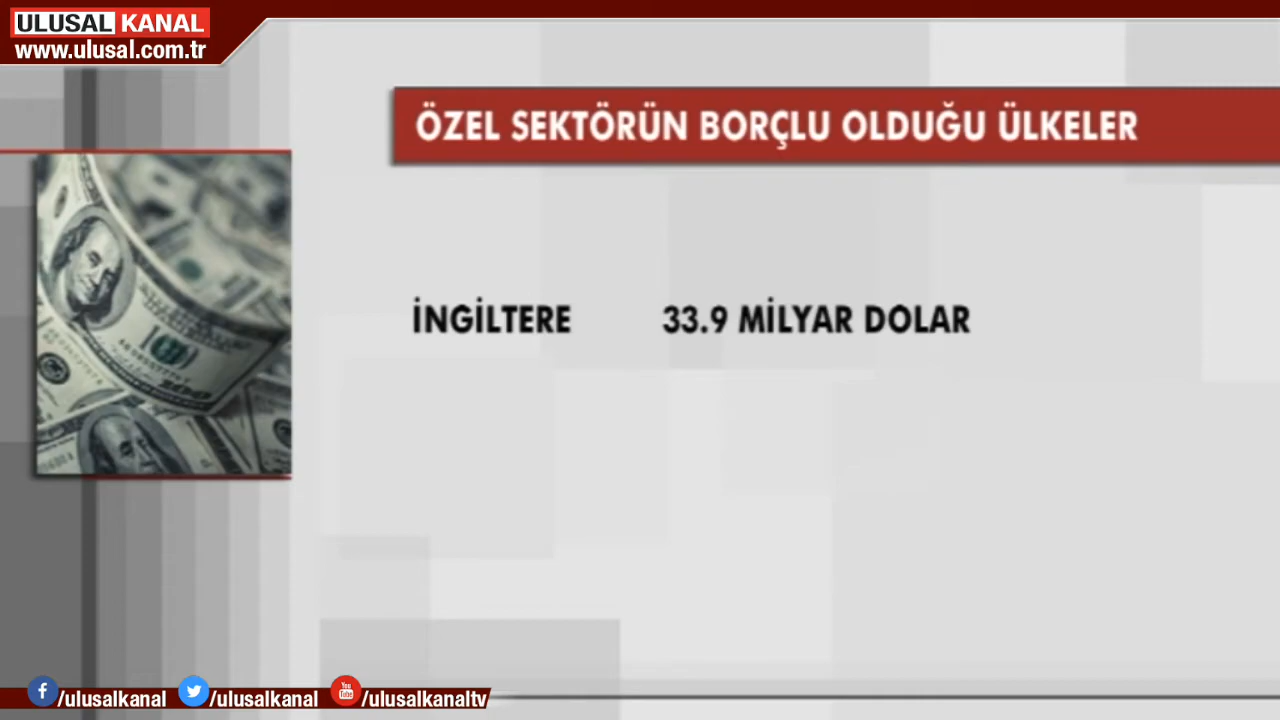 ULUSAL KANAL
www.ulusal.com.tr
ÖZEL SEKTÖRÜN BORÇLU OLDUĞU ÜLKELER
İNGİLTERE 33.9 MİLYAR DOLAR
/ulusalkanal /ulusalkanal /ulusalkanaltv